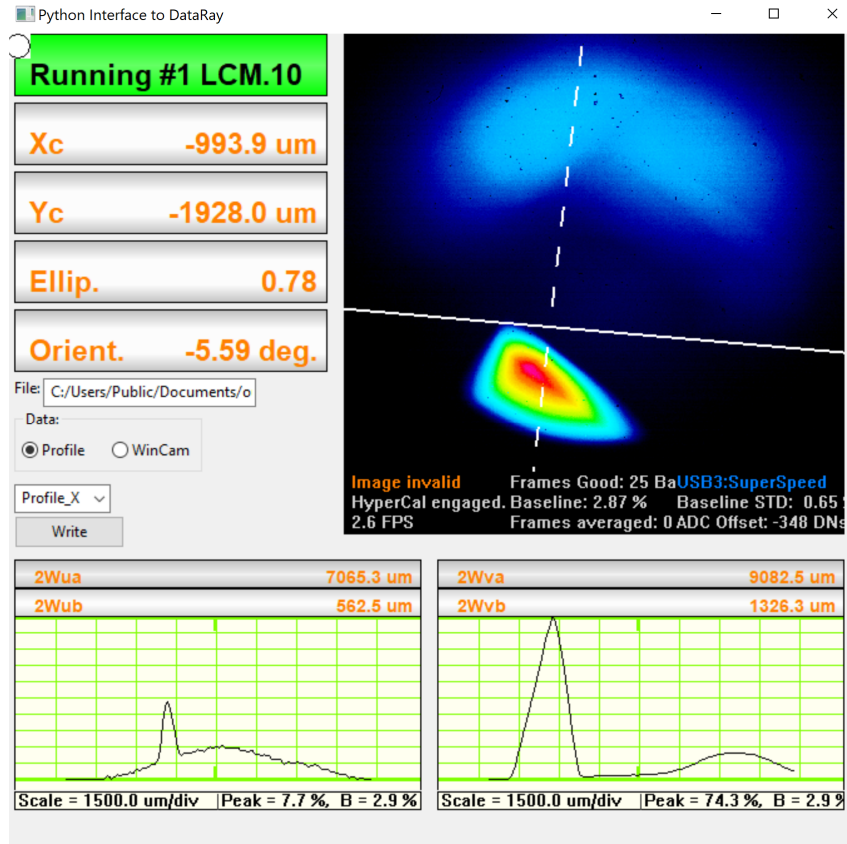 Python Interface to DataRay
Running #1 LCM.10
Xc -993.9 um
Yc -1928.0 um
Ellip. 0.78
Orient. -5.59 deg.
File: C:/Users/Public/Documents/o
Data:
Profile WinCam
Profile_X
Write
Image invalid Frames Good: 25 Ba USB3:SuperSpeed
HyperCal engaged. Baseline: 2.87 % Baseline STD: 0.65
2.6 FPS Frames averaged: 0 ADC Offset: -348 DNs
2Wua 7065.3 um
2Wub 562.5 um
Scale = 1500.0 um/div Peak = 7.7 %, B = 2.9 %
2Wva 9082.5 um
2Wvb 1326.3 um
Scale = 1500.0 um/div Peak = 74.3 %, B = 2.9 %